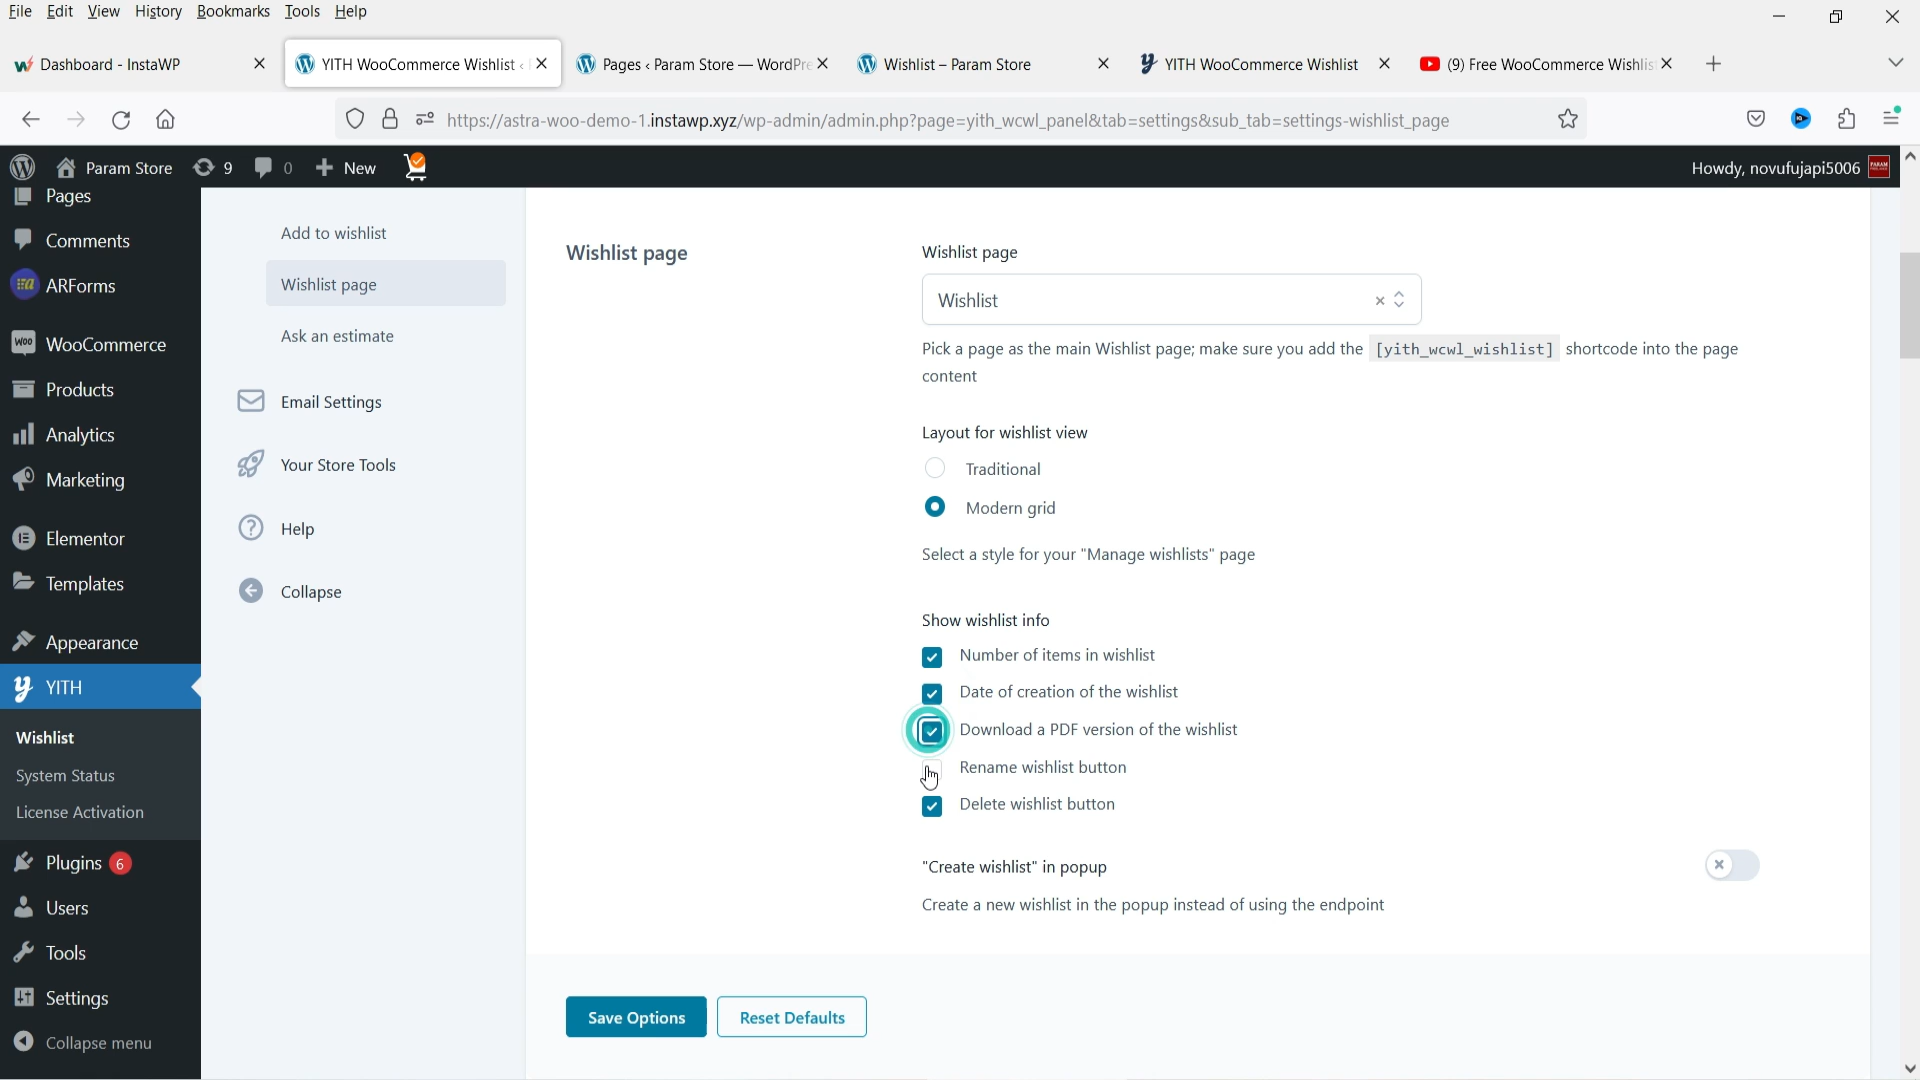 File Edit View History Bookmarks Tools Help
Dashboard - InstaWP
YITH WooCommerce Wishlist ‹
Pages ‹ Param Store — WordPre
Wishlist – Param Store
YITH WooCommerce Wishlist
(9) Free WooCommerce Wishlis
https://astra-woo-demo-1.instawp.xyz/wp-admin/admin.php?page=yith_wcwl_panel&tab=settings&sub_tab=settings-wishlist_page
Param Store 9 0 New
Howdy, novufujapi5006
Pages
Comments
ARForms
WooCommerce
Products
Analytics
Marketing
Elementor
Templates
Appearance
YITH
Wishlist
System Status
License Activation
Plugins 6
Users
Tools
Settings
Collapse menu
Add to wishlist
Wishlist page
Ask an estimate
Email Settings
Your Store Tools
Help
Collapse
Wishlist page
Wishlist page
Wishlist
Pick a page as the main Wishlist page; make sure you add the [yith_wcwl_wishlist] shortcode into the page
content
Layout for wishlist view
Traditional
Modern grid
Select a style for your "Manage wishlists" page
Show wishlist info
Number of items in wishlist
Date of creation of the wishlist
Download a PDF version of the wishlist
Rename wishlist button
Delete wishlist button
"Create wishlist" in popup
Create a new wishlist in the popup instead of using the endpoint
Save Options
Reset Defaults